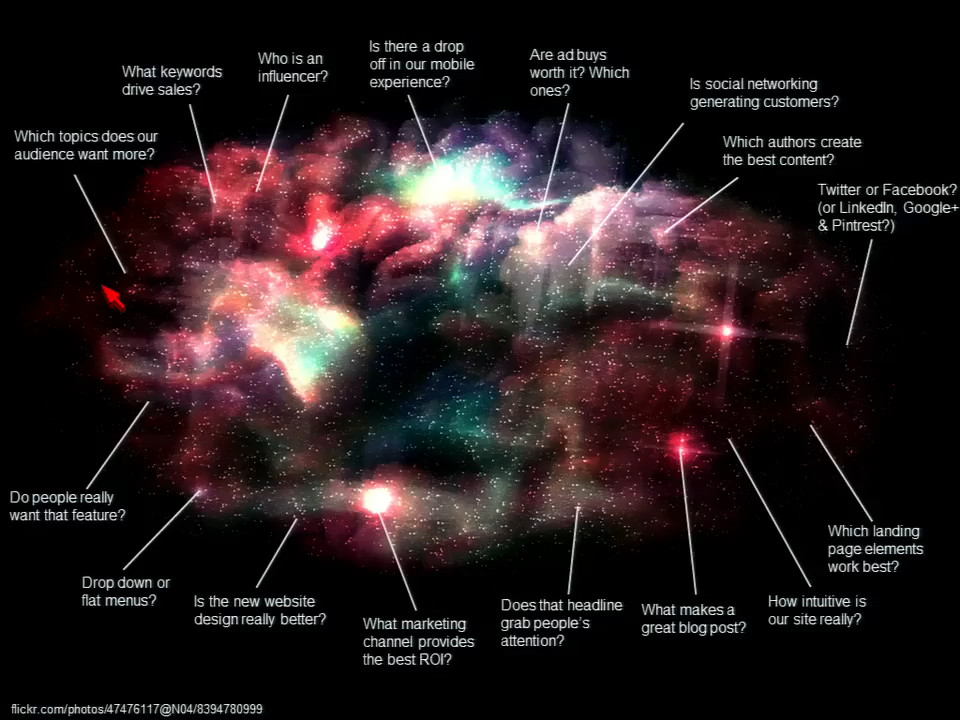 Is there a drop
off in our mobile
experience?
Who is an
influencer?
Are ad buys
worth it? Which
ones?
What keywords
drive sales?
Is social networking
generating customers?
Which topics does our
audience want more?
Which authors create
the best content?
Twitter or Facebook?
(or LinkedIn, Google+
& Pintrest?)
Do people really
want that feature?
Which landing
page elements
work best?
Drop down or
flat menus?
Is the new website
design really better?
What marketing
channel provides
the best ROI?
Does that headline
grab people's
attention?
What makes a
great blog post?
How intuitive is
our site really?
flickr.com/photos/47476117@N04/8394780999